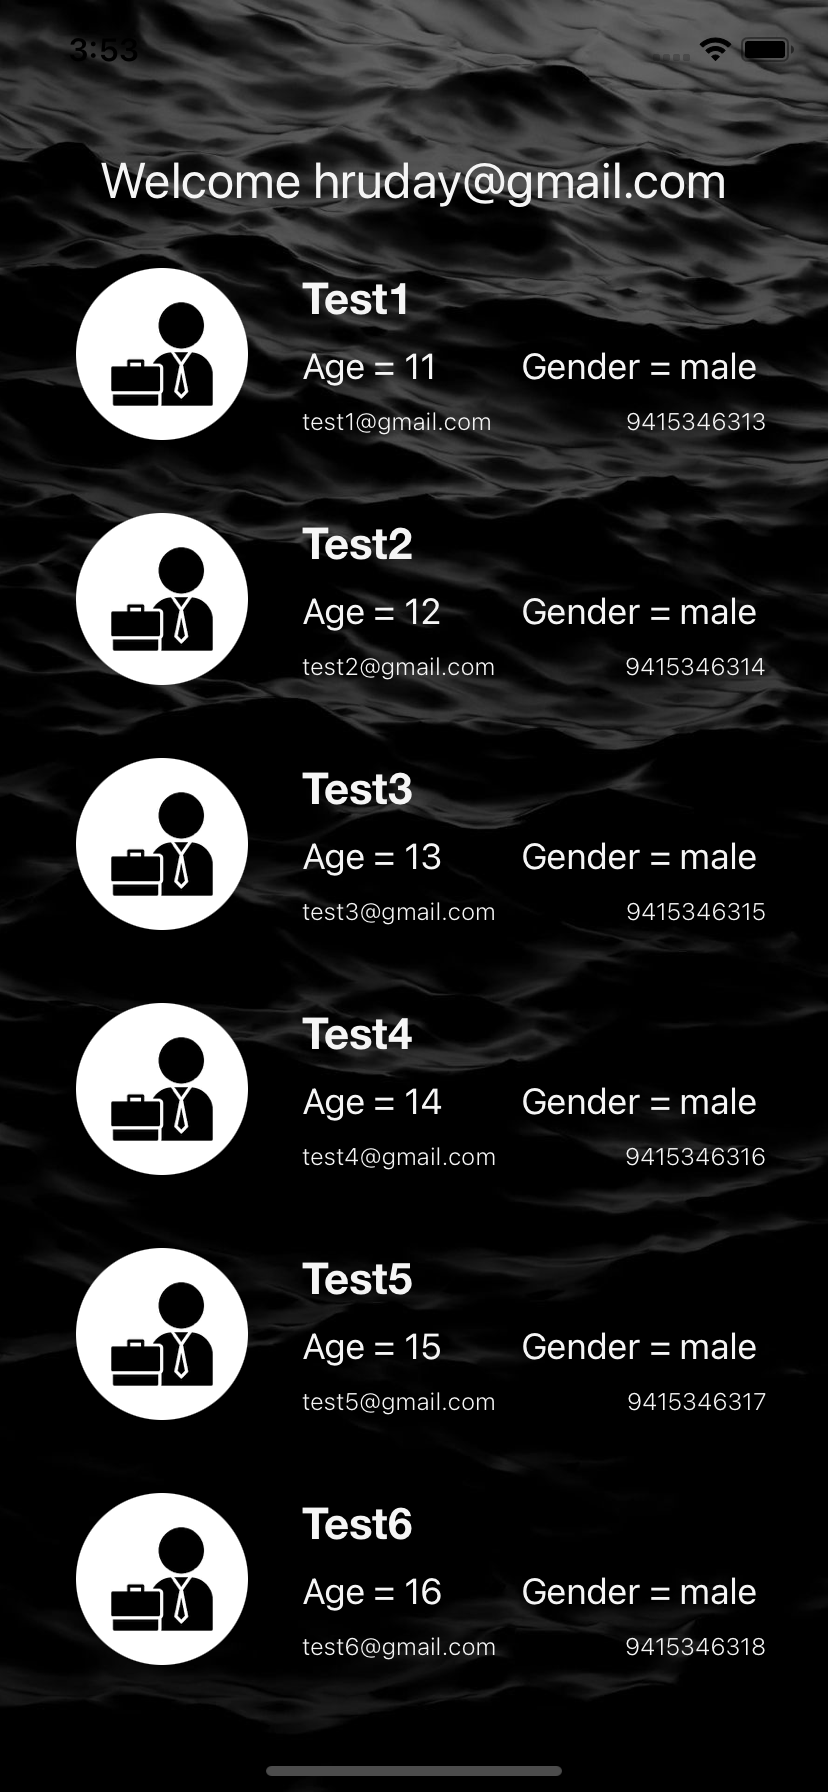 3:53
Welcome hruday@gmail.com
Test1
Age = 11 Gender = male
test1@gmail.com 9415346313
Test2
Age = 12 Gender = male
test2@gmail.com 9415346314
Test3
Age = 13 Gender = male
test3@gmail.com 9415346315
Test4
Age = 14 Gender = male
test4@gmail.com 9415346316
Test5
Age = 15 Gender = male
test5@gmail.com 9415346317
Test6
Age = 16 Gender = male
test6@gmail.com 9415346318